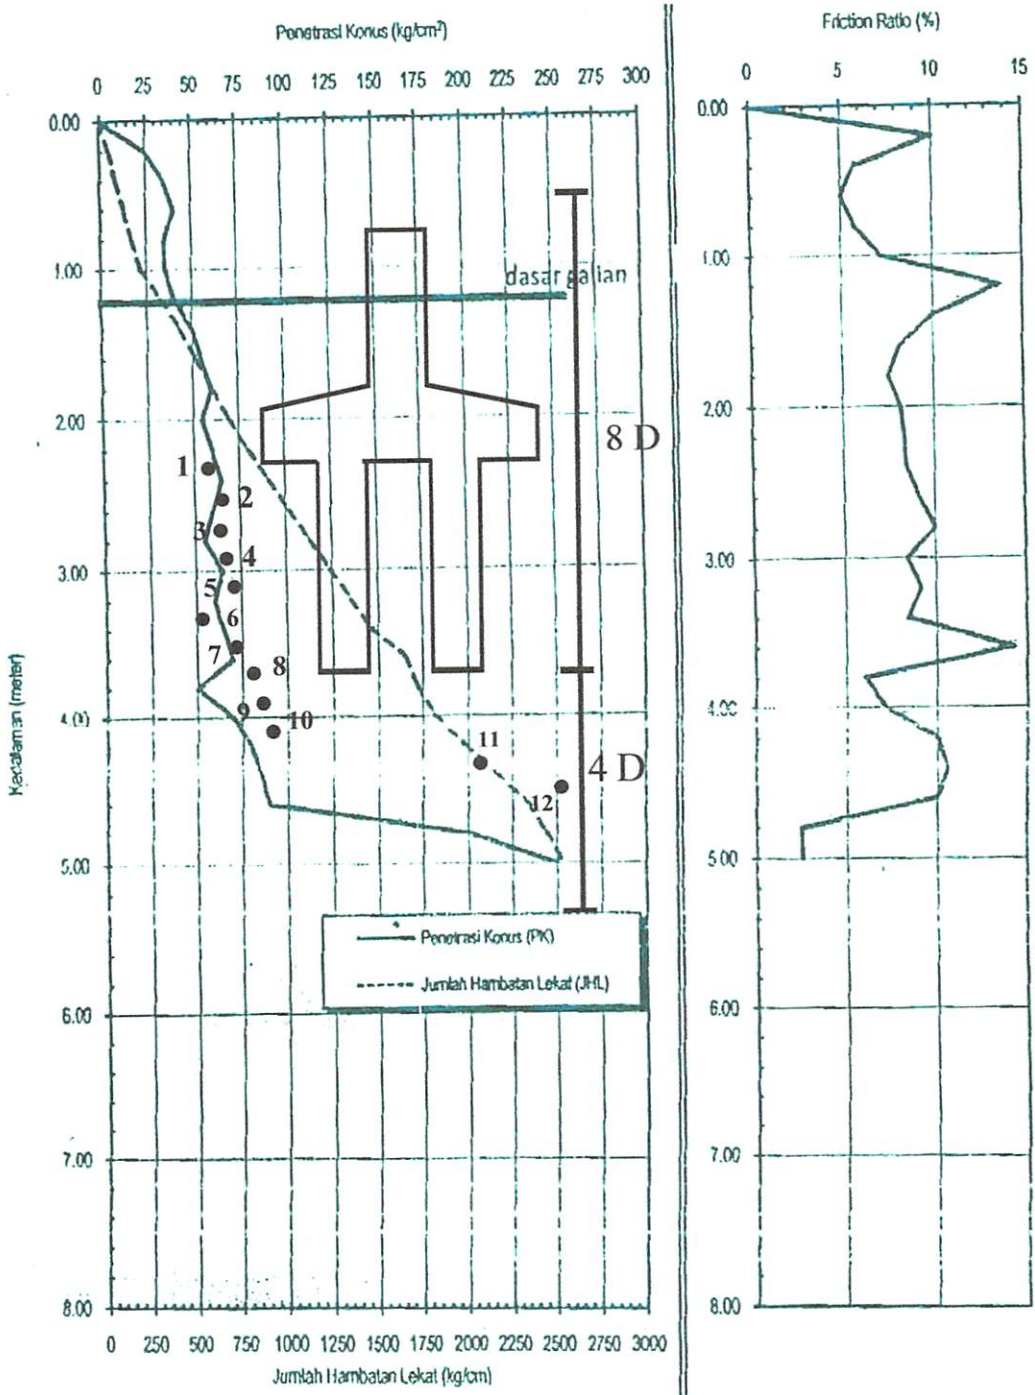 Penetrasi Konus (kg/cm²)
0 25 50 75 100 125 150 175 200 225 250 275 300
Friction Ratio (%)
0 5 10 15
0.00
1.00
2.00
3.00
4.00
5.00
6.00
7.00
8.00
Kedalaman (meter)
dasar galian
8 D
4 D
1
2
3
4
5
6
7
8
9
10
11
12
Penetrasi Konus (PK)
Jumlah Hambatan Lekat (JHL)
0 250 500 750 1000 1250 1500 1750 2000 2250 2500 2750 3000
Jumlah Hambatan Lekat (kg/cm)
0.00
1.00
2.00
3.00
4.00
5.00
6.00
7.00
8.00